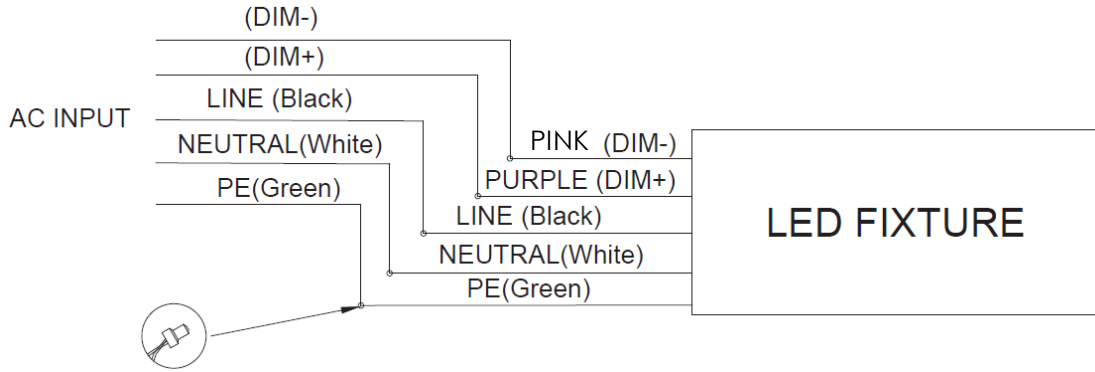 (DIM-)
(DIM+)
LINE (Black)
AC INPUT
NEUTRAL(White)
PE(Green)
PINK (DIM-)
PURPLE (DIM+)
LINE (Black)
NEUTRAL(White)
PE(Green)
LED FIXTURE